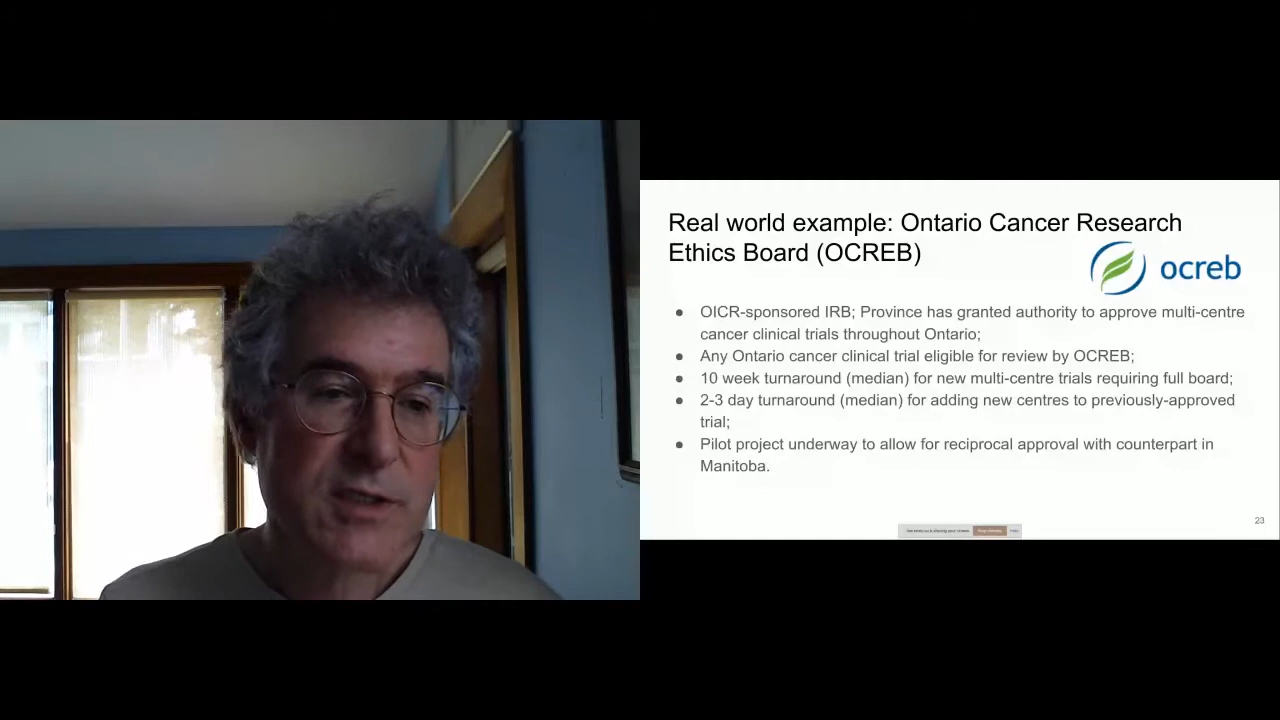 Real world example: Ontario Cancer Research
Ethics Board (OCREB)
ocreb
● OICR-sponsored IRB; Province has granted authority to approve multi-centre
cancer clinical trials throughout Ontario;
● Any Ontario cancer clinical trial eligible for review by OCREB;
● 10 week turnaround (median) for new multi-centre trials requiring full board;
● 2-3 day turnaround (median) for adding new centres to previously-approved
trial;
● Pilot project underway to allow for reciprocal approval with counterpart in
Manitoba.
23